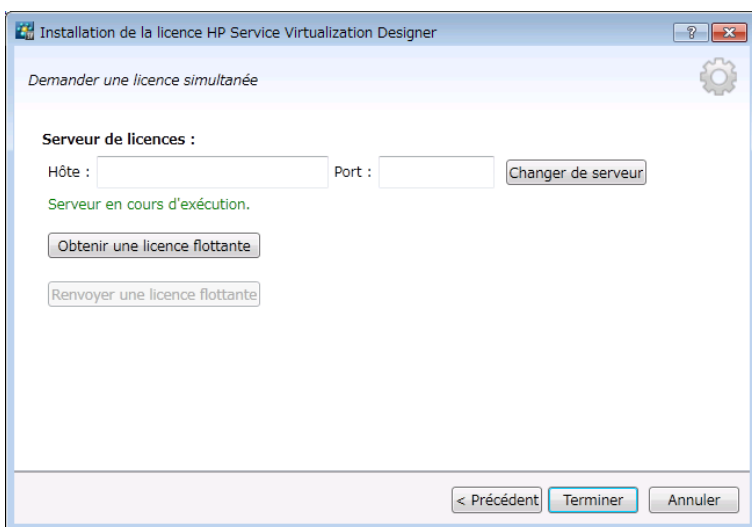 Installation de la licence HP Service Virtualization Designer
Demander une licence simultanée
Serveur de licences :
Hôte : Port : Changer de serveur
Serveur en cours d'exécution.
Obtenir une licence flottante
Renvoyer une licence flottante
< Précédent Terminer Annuler